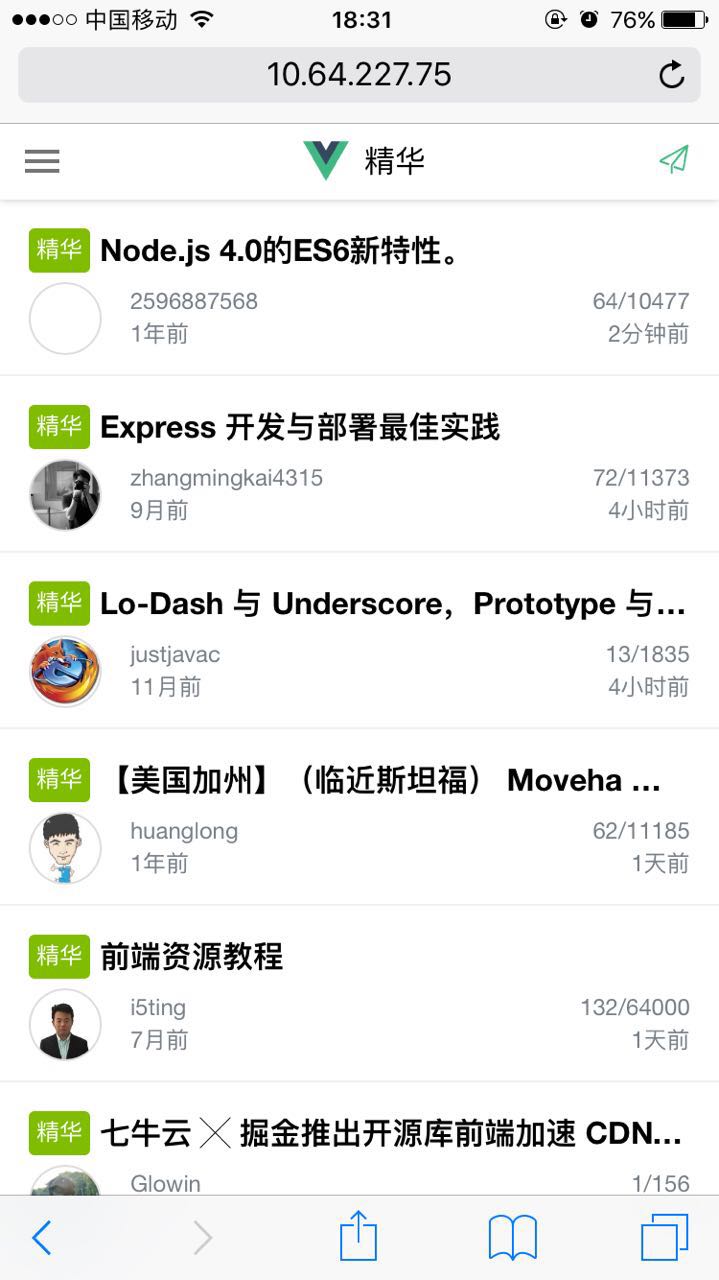 中国移动 18:31 76%
10.64.227.75
精华
精华 Node.js 4.0的ES6新特性。
2596887568 64/10477
1年前 2分钟前
精华 Express 开发与部署最佳实践
zhangmingkai4315 72/11373
9月前 4小时前
精华 Lo-Dash 与 Underscore，Prototype 与...
justjavac 13/1835
11月前 4小时前
精华 【美国加州】（临近斯坦福） Moveha ...
huanglong 62/11185
1年前 1天前
精华 前端资源教程
i5ting 132/64000
7月前 1天前
精华 七牛云 ╳ 掘金推出开源库前端加速 CDN...
Glowin 1/156